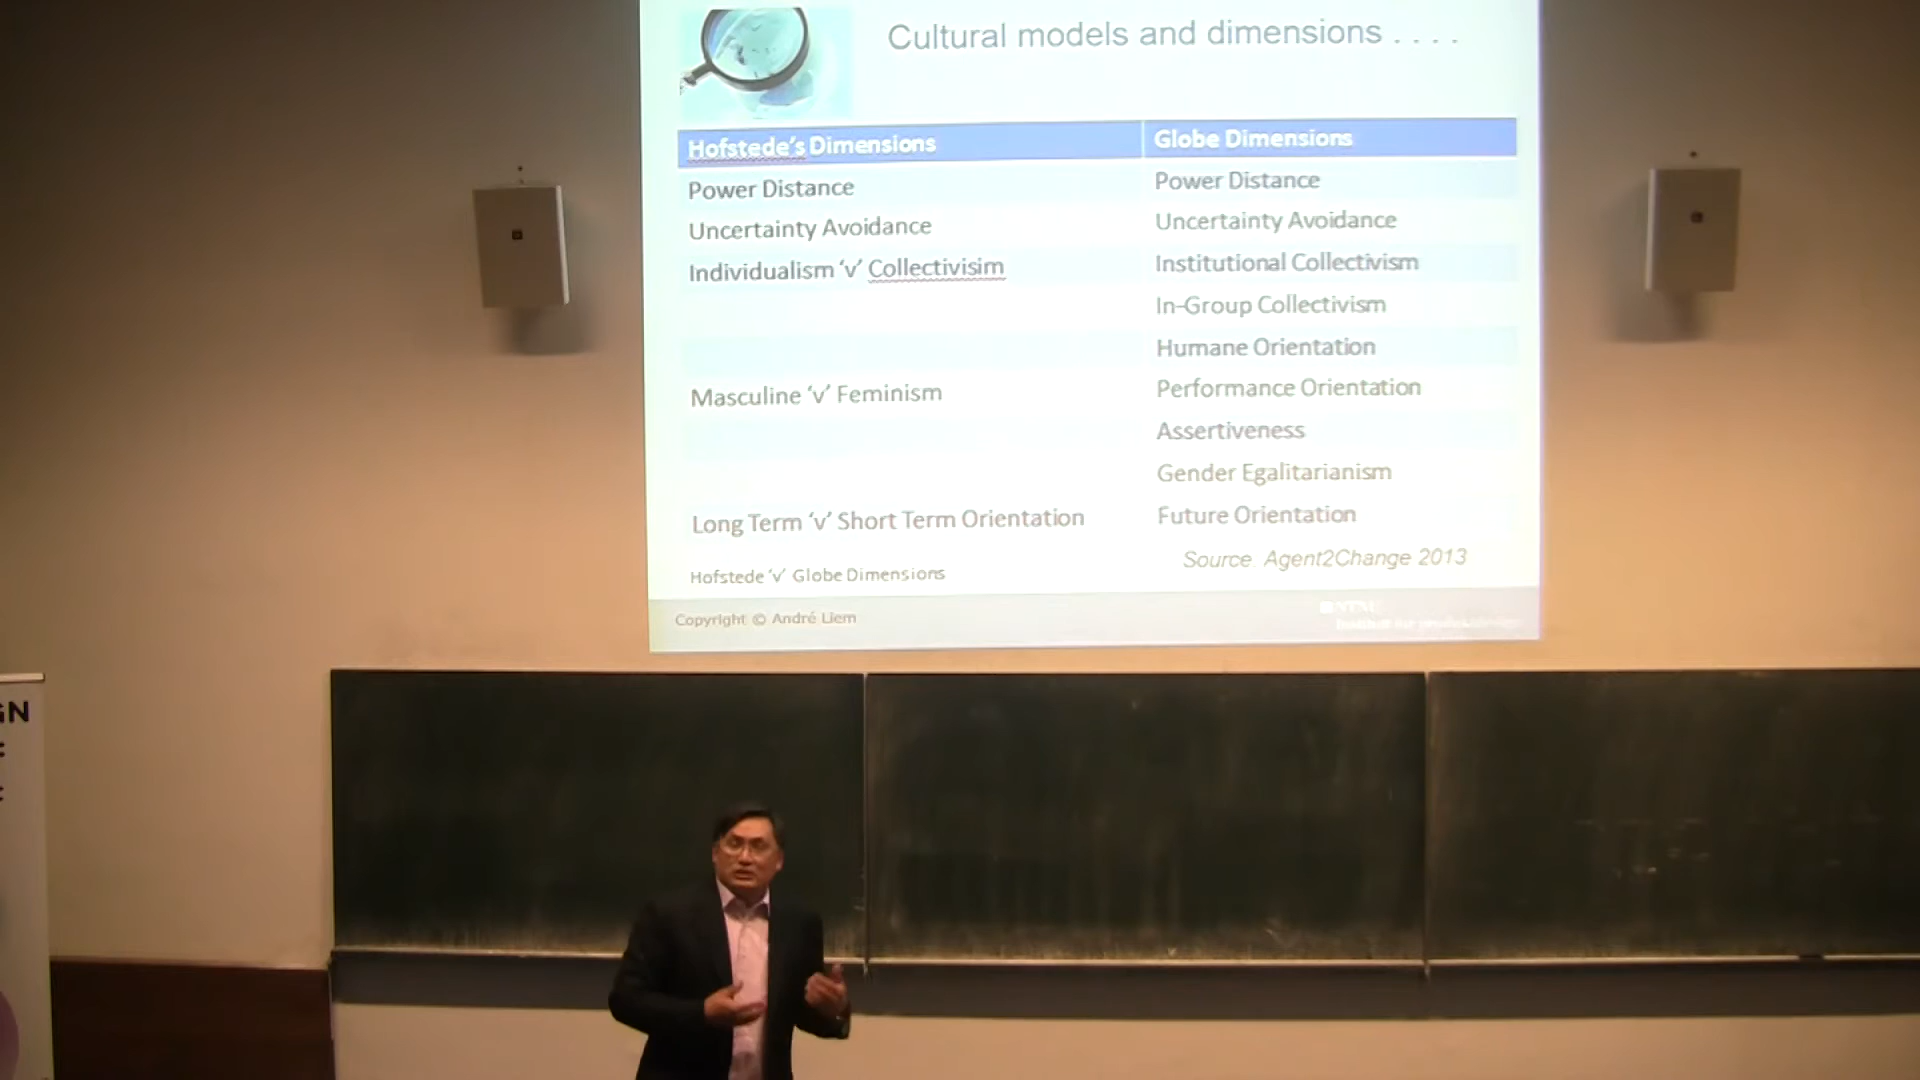 Cultural models and dimensions . . . .
Hofstede's Dimensions Globe Dimensions
Power Distance Power Distance
Uncertainty Avoidance Uncertainty Avoidance
Individualism 'v' Collectivisim Institutional Collectivism
In-Group Collectivism
Humane Orientation
Masculine 'v' Feminism Performance Orientation
Assertiveness
Gender Egalitarianism
Long Term 'v' Short Term Orientation Future Orientation
Source Agent2Change 2013
Hofstede 'v' Globe Dimensions
Copyright © André Liem
NTNU
GN